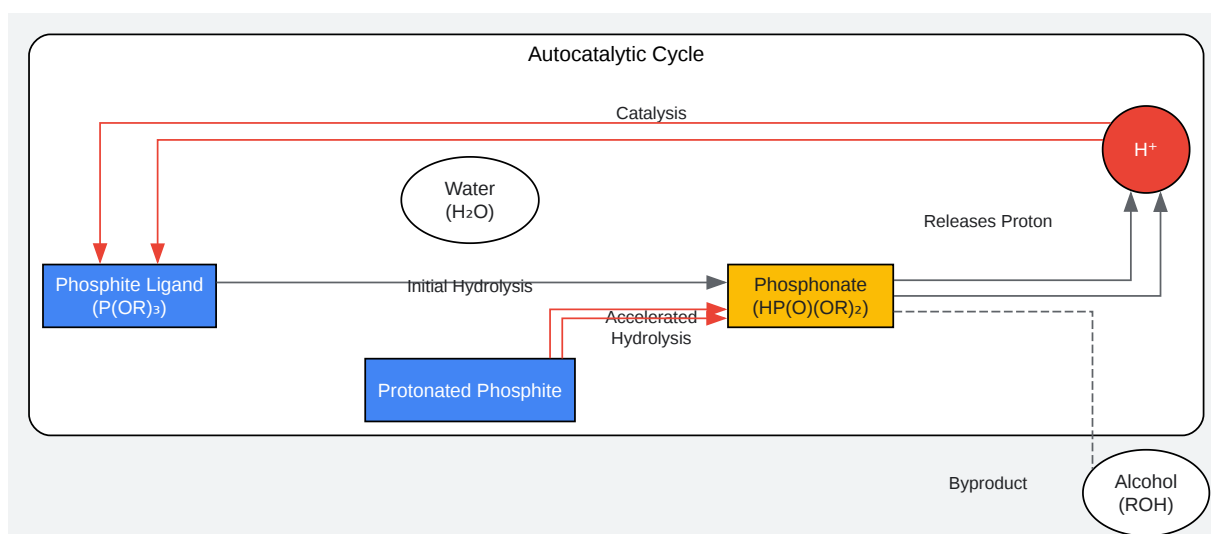 Autocatalytic Cycle
Catalysis
H⁺
Water
(H₂O)
Releases Proton
Phosphite Ligand
(P(OR)₃)
Initial Hydrolysis
Phosphonate
(HP(O)(OR)₂)
Accelerated
Hydrolysis
Protonated Phosphite
Byproduct
Alcohol
(ROH)